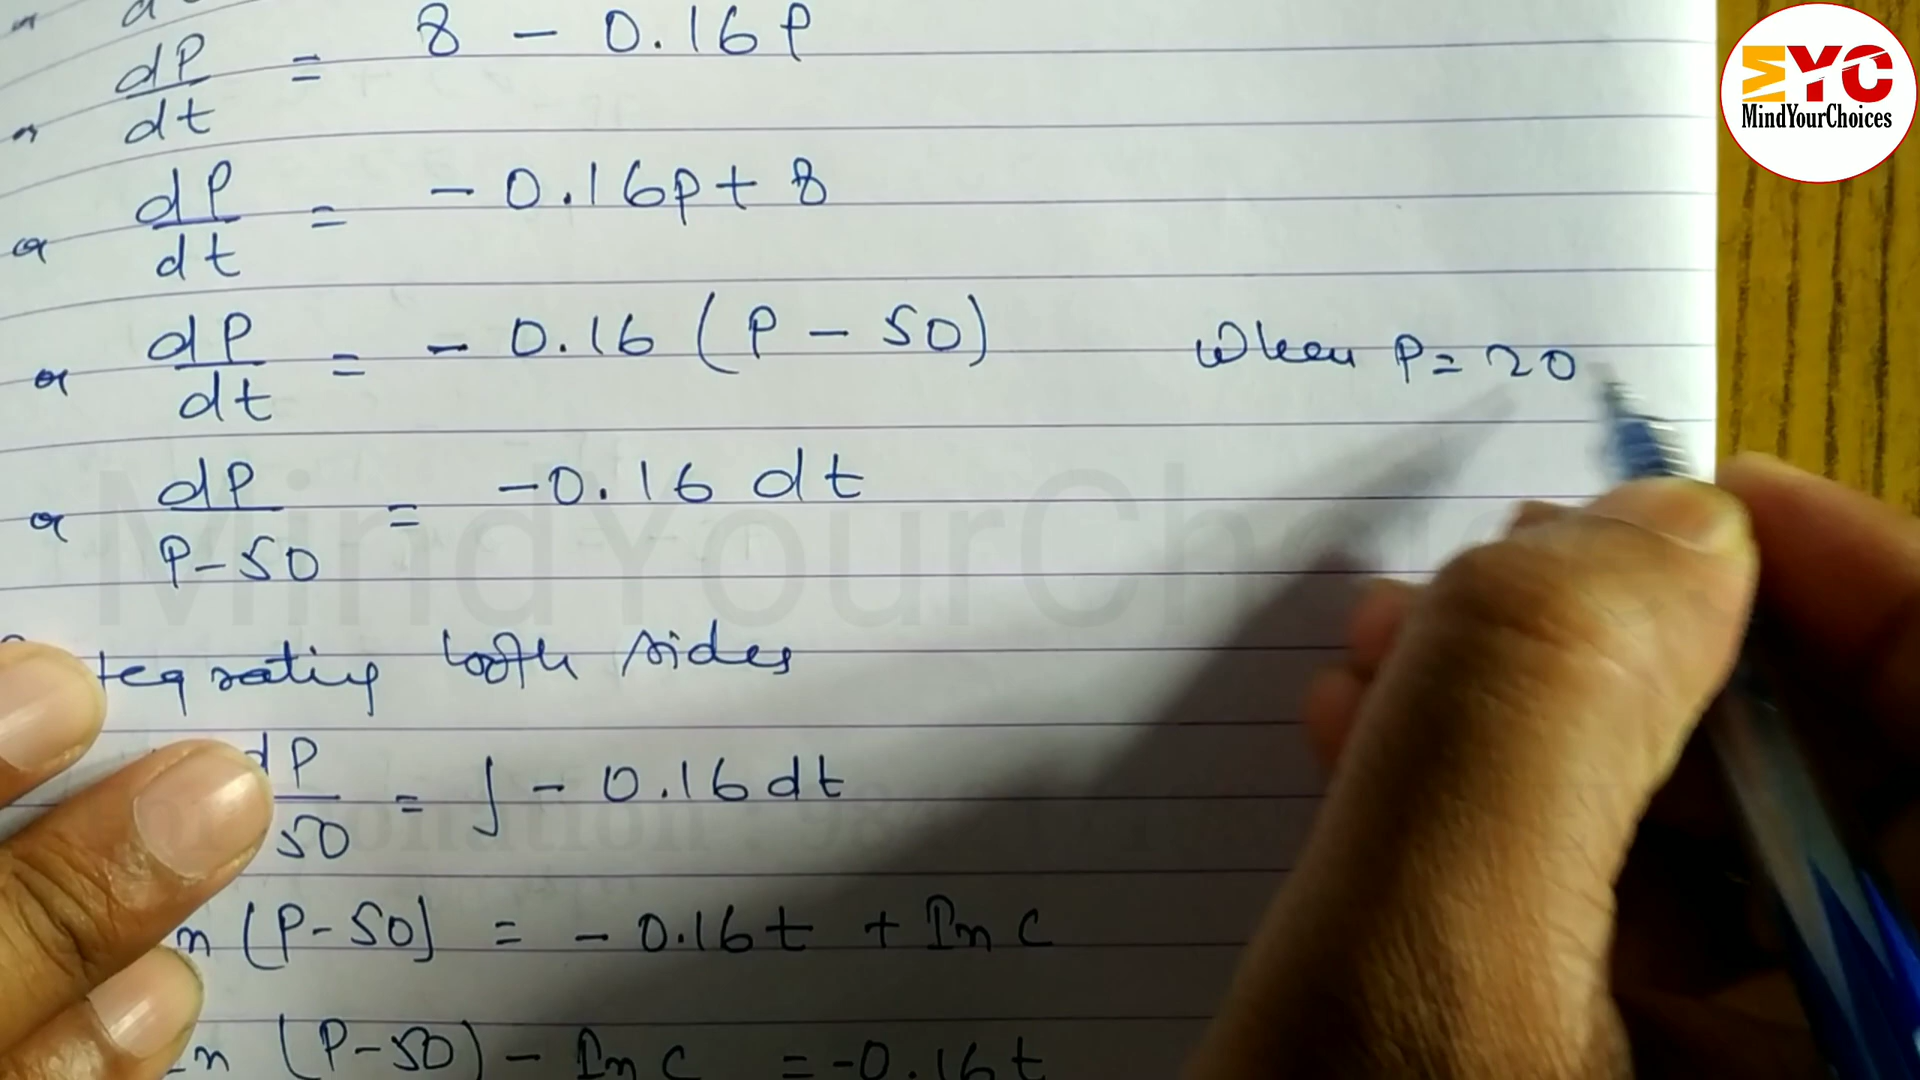 dP/dt = 8 - 0.16P
or dP/dt = - 0.16p + 8
or dP/dt = - 0.16 (P - 50)
When P = 20
or dP/P-50 = -0.16 dt
tegrating both sides
dP/50 = ∫ - 0.16 dt
n (P-50) = - 0.16t + ln C
n (P-50) - ln C = -0.16t
MYC
MindYourChoices
MindYourChoices